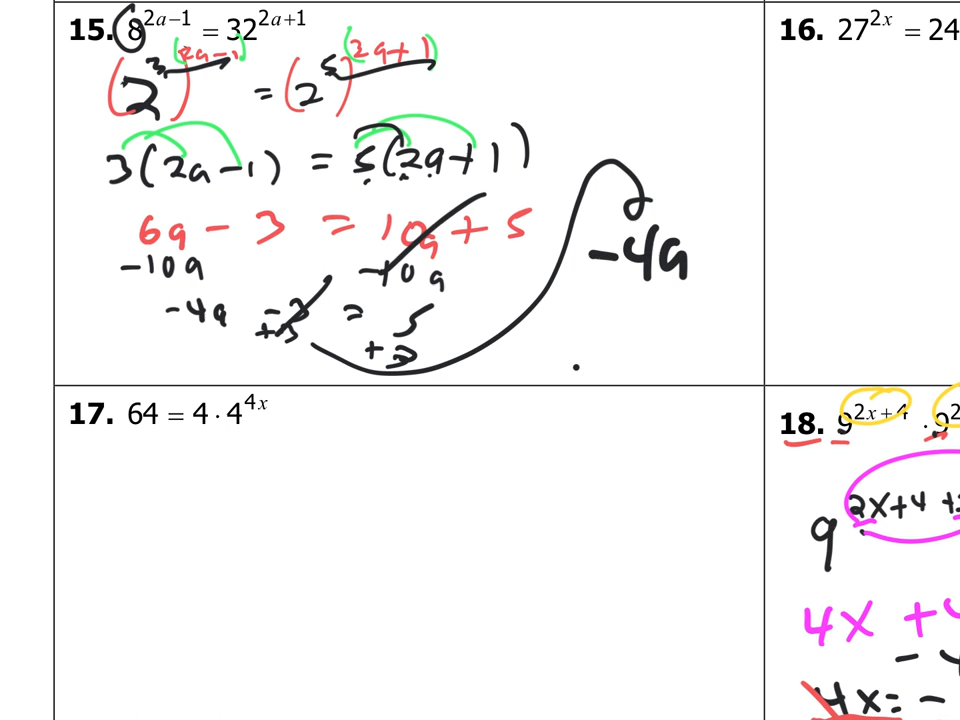 15. 8^{2a−1} = 32^{2a+1}
(2^3)^{(2a−1)} = (2^5)^{(2a+1)}
3(2a−1) = 5(2a+1)
6a − 3 = 10a + 5
−10a −10a
−4a −3 = 5
+3 +3
−4a
16. 27^{2x} = 24
17. 64 = 4 · 4^{4x}
18. 9^{2x+4} · 9^2
9^{2x+4 +}
4x +
−
4x = −